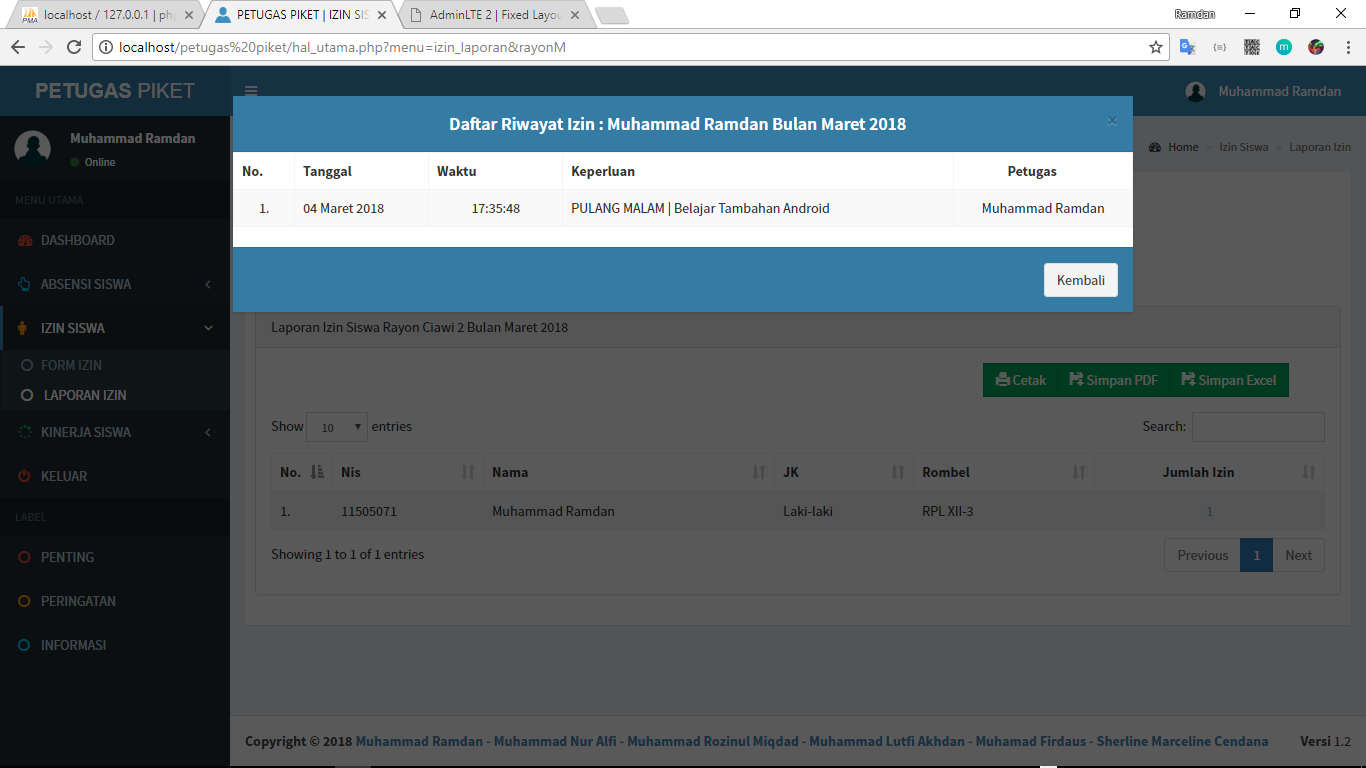 localhost / 127.0.0.1 | php
PETUGAS PIKET | IZIN SIS
AdminLTE 2 | Fixed Layou
Ramdan
localhost/petugas%20piket/hal_utama.php?menu=izin_laporan&rayonM
PETUGAS PIKET
Muhammad Ramdan
Muhammad Ramdan
Online
Home > Izin Siswa > Laporan Izin
MENU UTAMA
DASHBOARD
ABSENSI SISWA
IZIN SISWA
FORM IZIN
LAPORAN IZIN
KINERJA SISWA
KELUAR
LABEL
PENTING
PERINGATAN
INFORMASI
Daftar Riwayat Izin : Muhammad Ramdan Bulan Maret 2018 ×
No. Tanggal Waktu Keperluan Petugas
1. 04 Maret 2018 17:35:48 PULANG MALAM | Belajar Tambahan Android Muhammad Ramdan
Kembali
Laporan Izin Siswa Rayon Ciawi 2 Bulan Maret 2018
Cetak Simpan PDF Simpan Excel
Show 10 entries Search:
No. Nis Nama JK Rombel Jumlah Izin
1. 11505071 Muhammad Ramdan Laki-laki RPL XII-3 1
Showing 1 to 1 of 1 entries Previous 1 Next
Copyright © 2018 Muhammad Ramdan - Muhammad Nur Alfi - Muhammad Rozinul Miqdad - Muhammad Lutfi Akhdan - Muhamad Firdaus - Sherline Marceline Cendana Versi 1.2